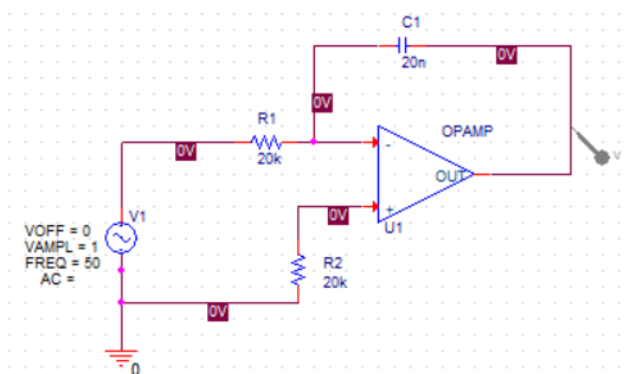 C1
20n
0V
0V
R1
OPAMP
0V
20k
-
OUT
V
+
0V
U1
V1
VOFF = 0
VAMPL = 1
FREQ = 50
AC =
R2
20k
0V
0